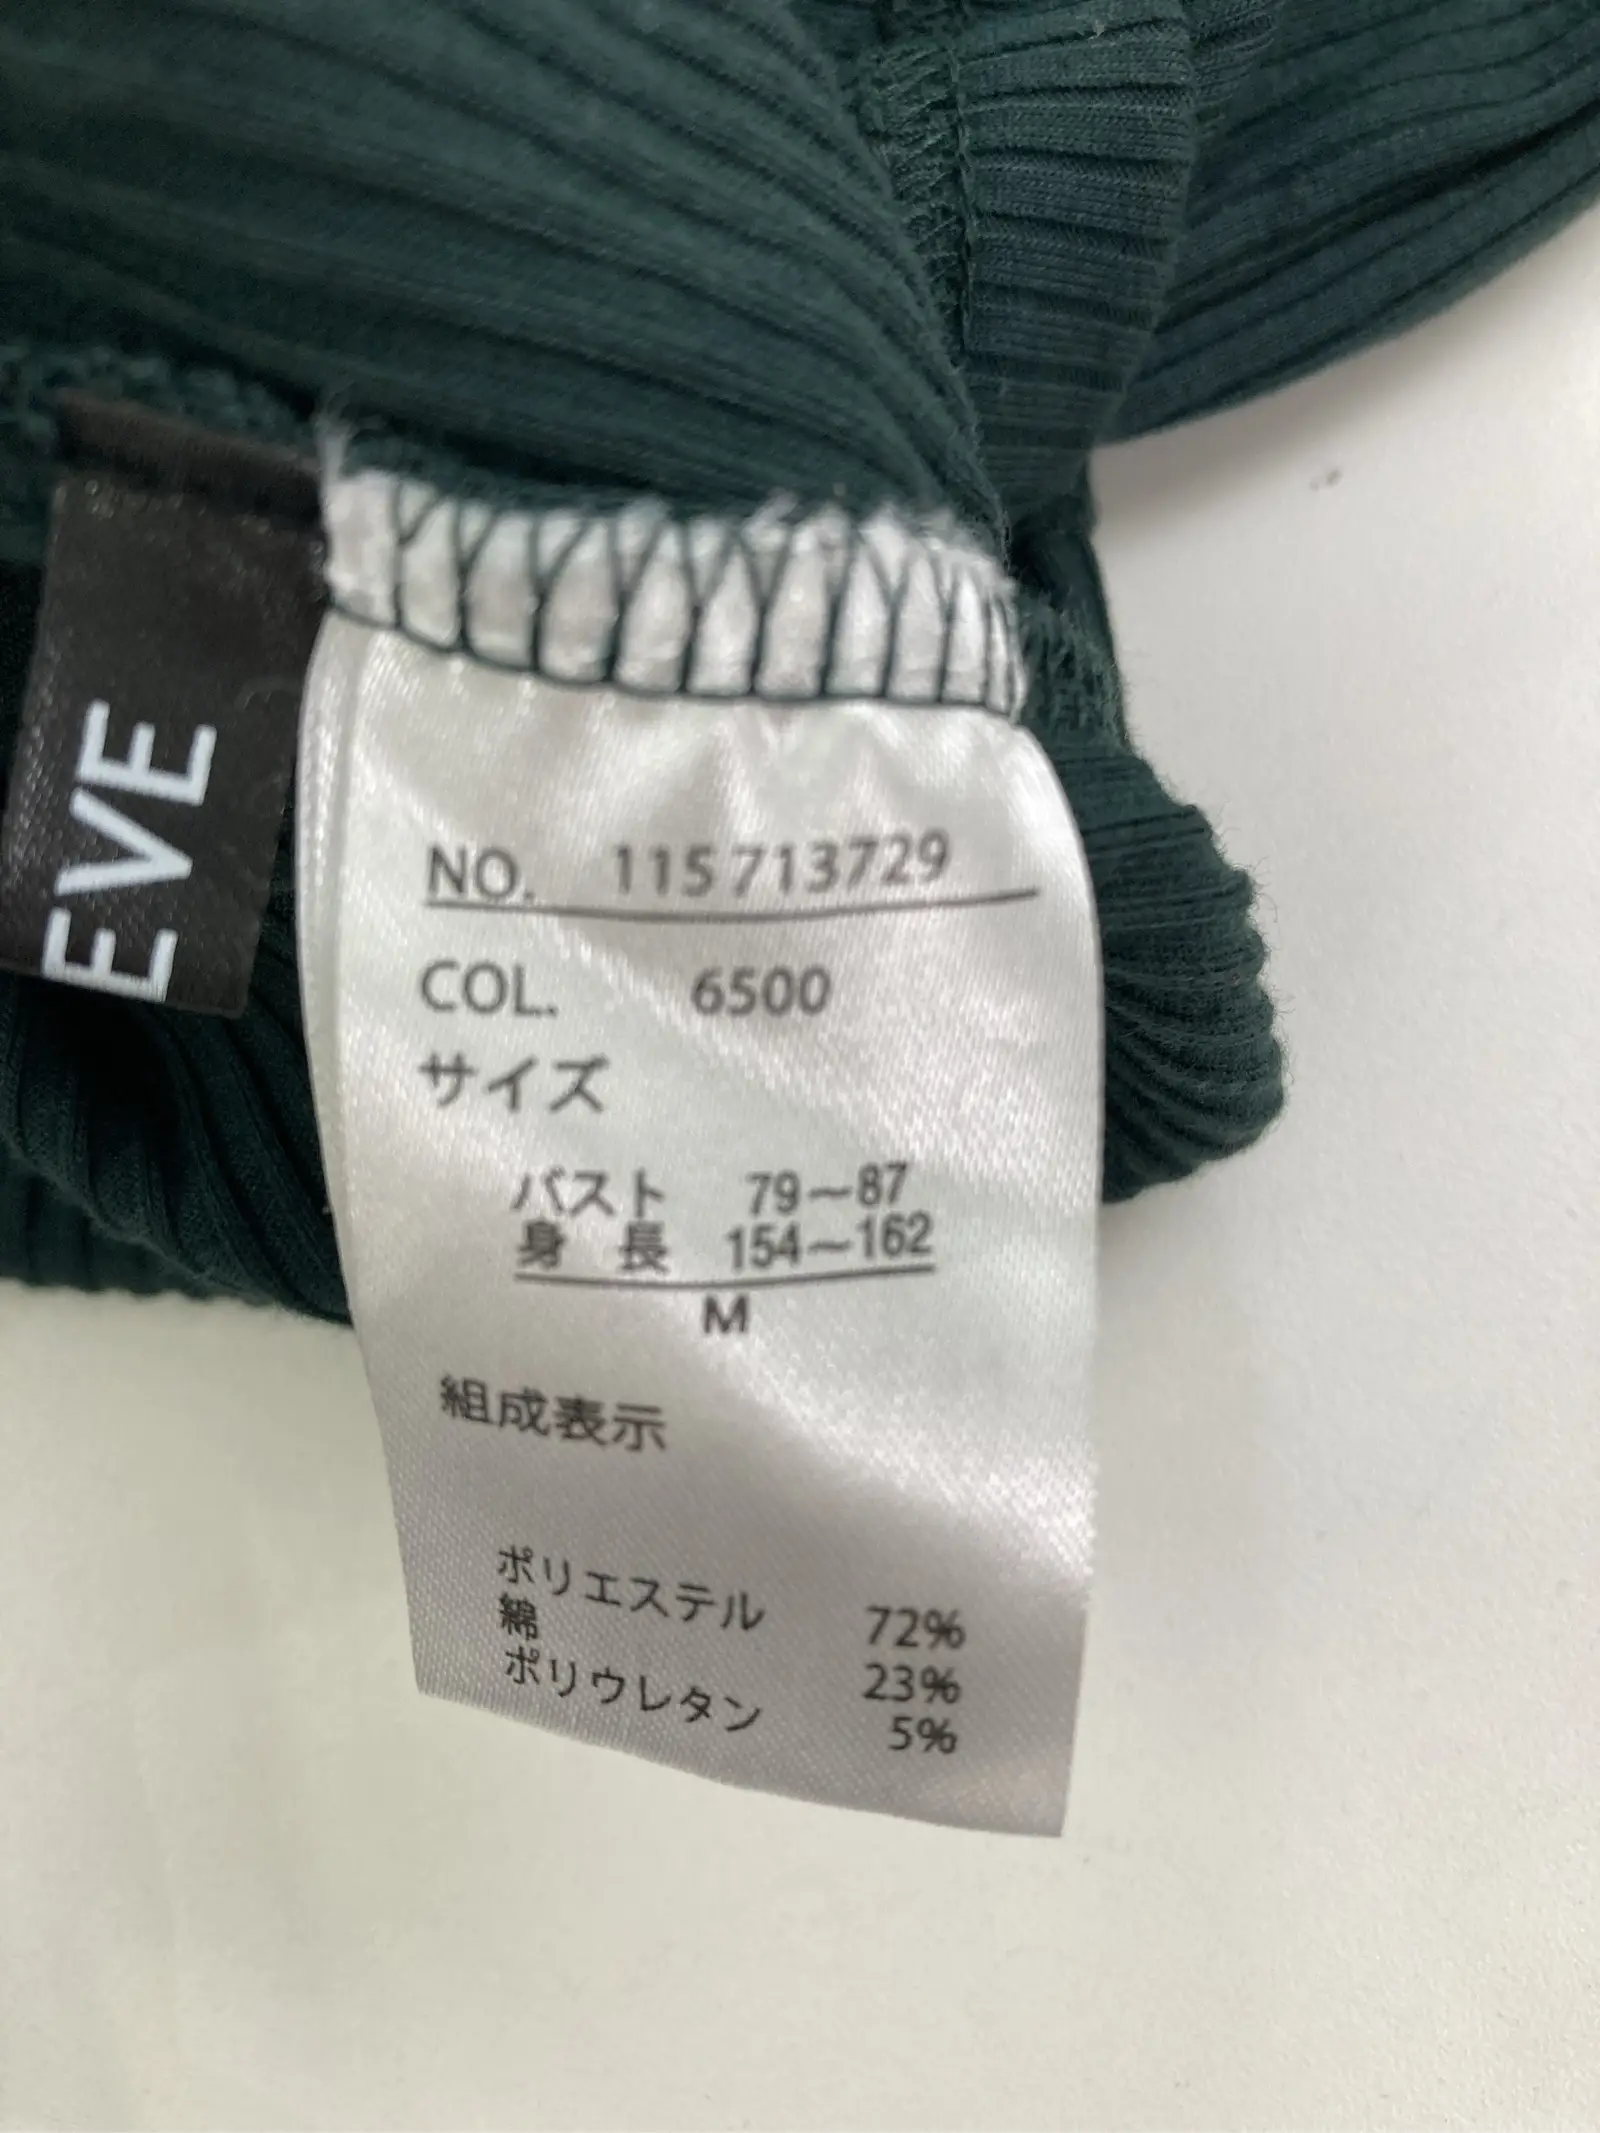 EVE
NO. 115713729
COL. 6500
サイズ
バスト 79～87
身長 154～162
M
組成表示
ポリエステル 72%
綿 23%
ポリウレタン 5%